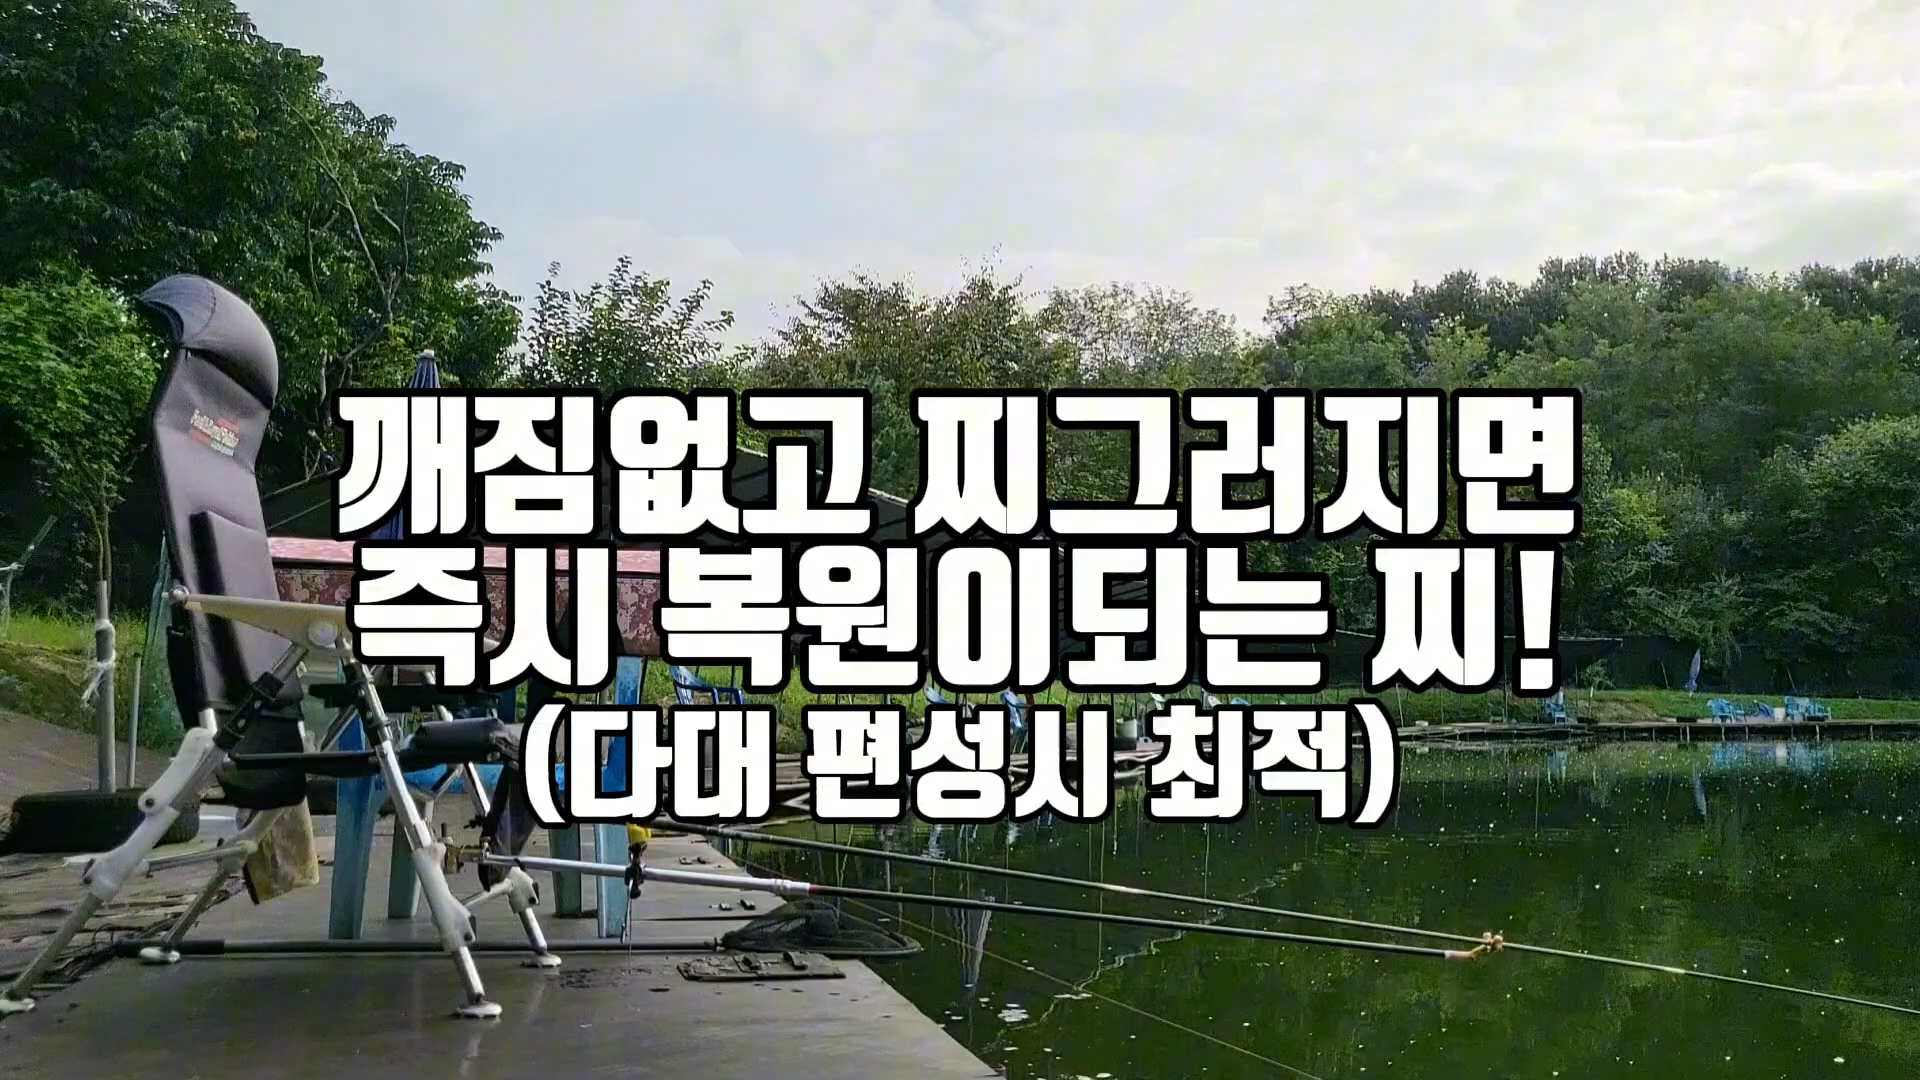 깨짐없고 찌그러지면
즉시 복원이되는 찌!
(다대 편성시 최적)